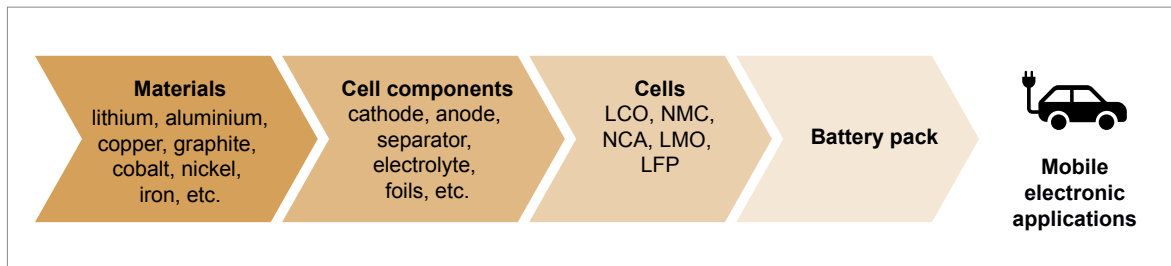 Materials
lithium, aluminium,
copper, graphite,
cobalt, nickel,
iron, etc.
Cell components
cathode, anode,
separator,
electrolyte,
foils, etc.
Cells
LCO, NMC,
NCA, LMO,
LFP
Battery pack
Mobile
electronic
applications